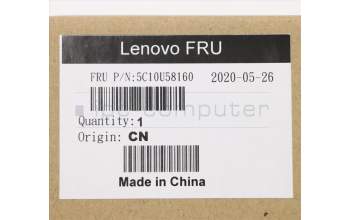 Lenovo FRU
FRU P/N:5C10U58160 2020-05-26
Quantity:1
Origin: CN
Made in China